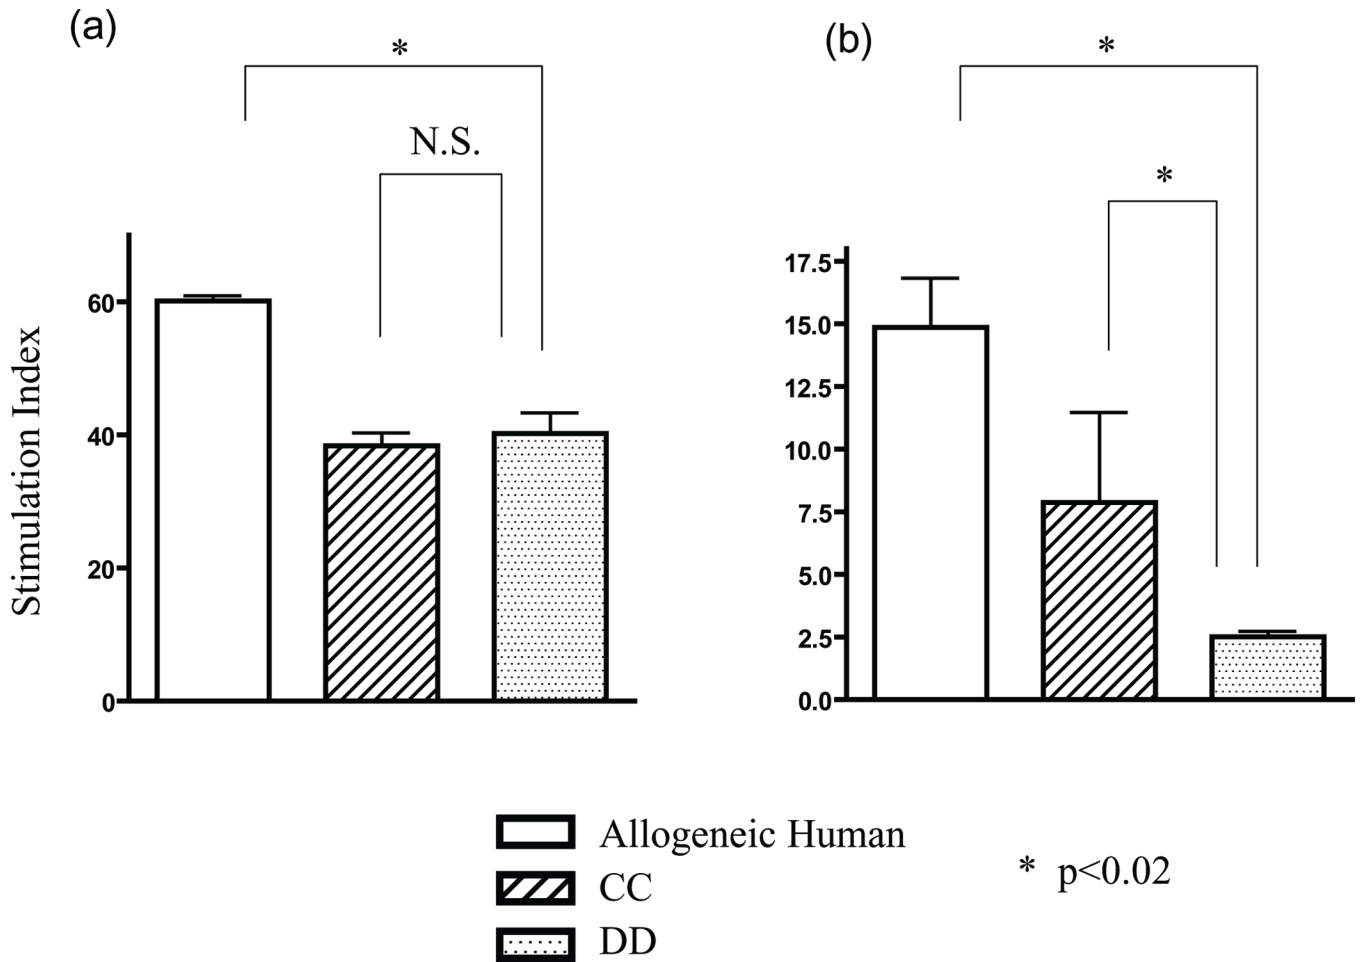 (a)
*
N.S.
60
40
20
0
Stimulation Index
(b)
*
*
17.5
15.0
12.5
10.0
7.5
5.0
2.5
0.0
Allogeneic Human
CC
DD
* p<0.02